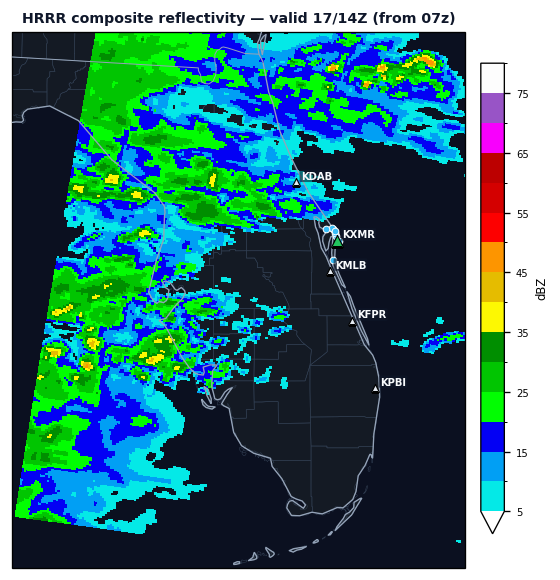 HRRR composite reflectivity — valid 17/14Z (from 07z)
KDAB
KXMR
KMLB
KFPR
KPBI
75
65
55
45
35
25
15
5
dBZ